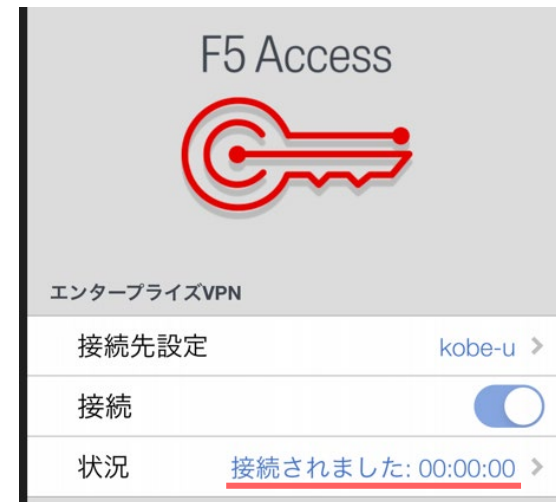 F5 Access
エンタープライズVPN
接続先設定 kobe-u >
接続
状況 接続されました: 00:00:00 >